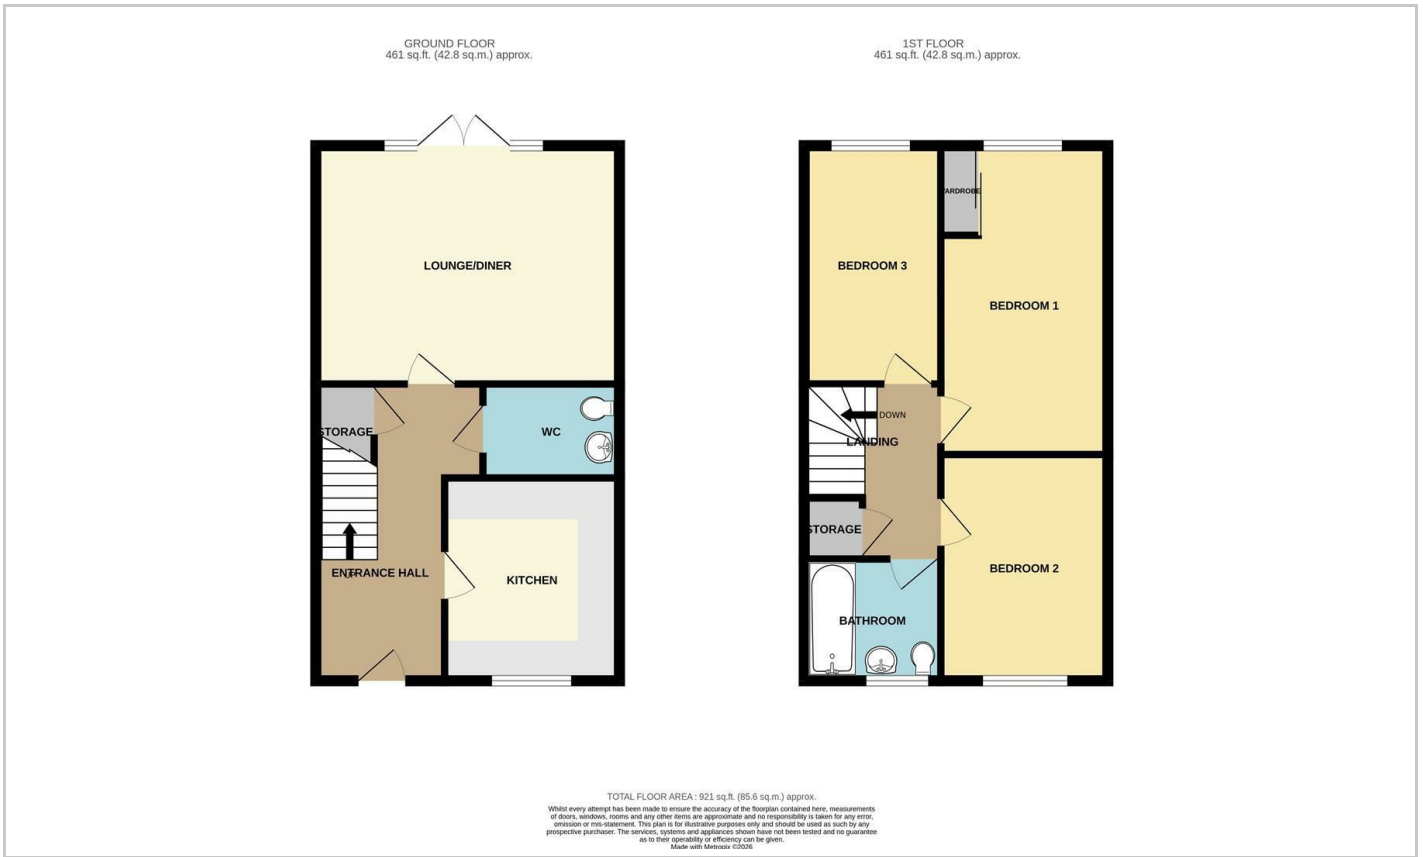 GROUND FLOOR
461 sq.ft. (42.8 sq.m.) approx.
LOUNGE/DINER
STORAGE
WC
ENTRANCE HALL
KITCHEN
1ST FLOOR
461 sq.ft. (42.8 sq.m.) approx.
ARDROBE
BEDROOM 3
BEDROOM 1
DOWN
LANDING
STORAGE
BEDROOM 2
BATHROOM
TOTAL FLOOR AREA : 921 sq.ft. (85.6 sq.m.) approx.
Whilst every attempt has been made to ensure the accuracy of the floorplan contained here, measurements
of doors, windows, rooms and any other items are approximate and no responsibility is taken for any error,
omission or mis-statement. This plan is for illustrative purposes only and should be used as such by any
prospective purchaser. The services, systems and appliances shown have not been tested and no guarantee
as to their operability or efficiency can be given.
Made with Metropix ©2026